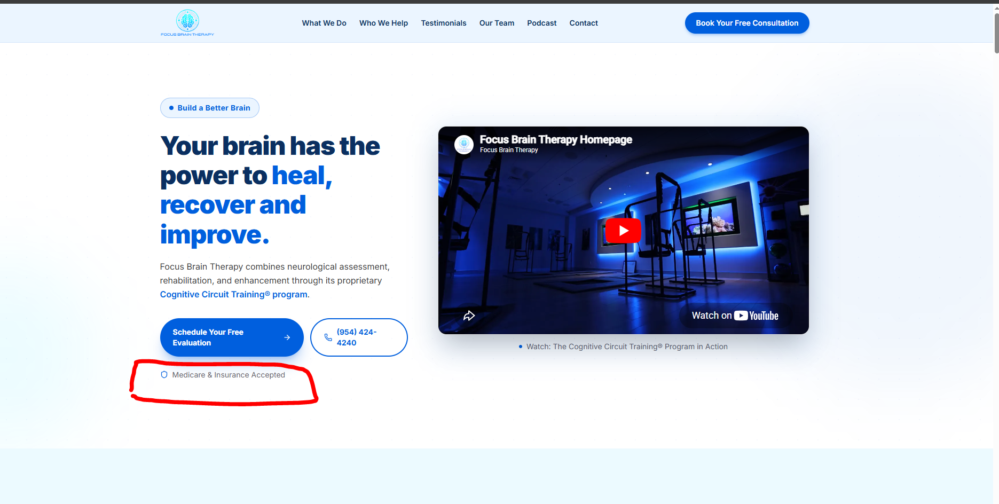 FOCUS BRAIN THERAPY
What We Do
Who We Help
Testimonials
Our Team
Podcast
Contact
Book Your Free Consultation
Build a Better Brain
Your brain has the
power to heal,
recover and
improve.
Focus Brain Therapy combines neurological assessment,
rehabilitation, and enhancement through its proprietary
Cognitive Circuit Training® program.
Schedule Your Free
Evaluation
(954) 424-
4240
Medicare & Insurance Accepted
Focus Brain Therapy Homepage
Focus Brain Therapy
Watch on YouTube
Watch: The Cognitive Circuit Training® Program in Action